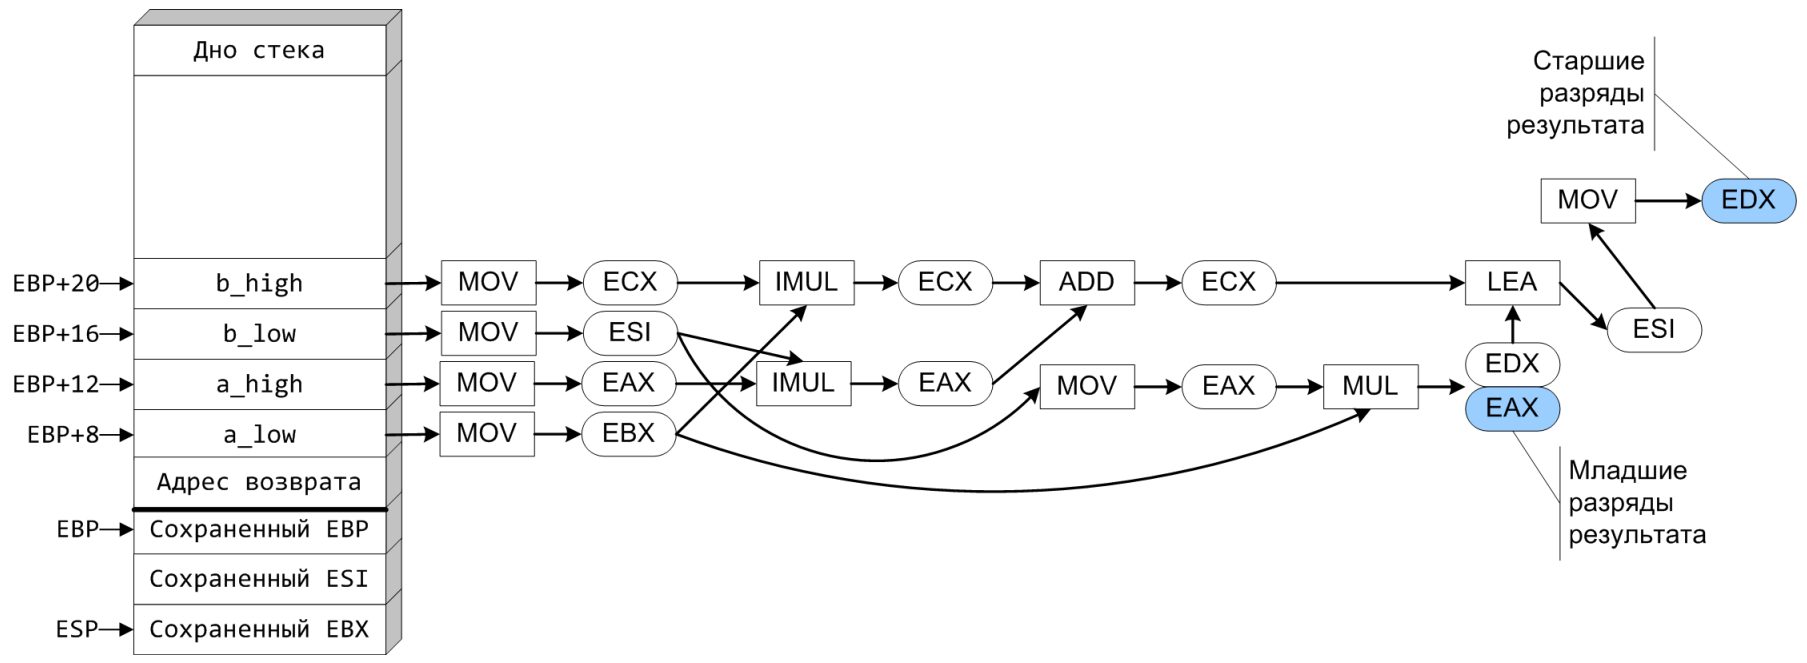 Дно стека
Старшие
разряды
результата
MOV
EDX
EBP+20
b_high
MOV
ECX
IMUL
ECX
ADD
ECX
LEA
EBP+16
b_low
MOV
ESI
ESI
EBP+12
a_high
MOV
EAX
IMUL
EAX
MOV
EAX
MUL
EDX
EAX
EBP+8
a_low
MOV
EBX
Адрес возврата
Младшие
разряды
результата
EBP
Сохраненный EBP
Сохраненный ESI
ESP
Сохраненный EBX